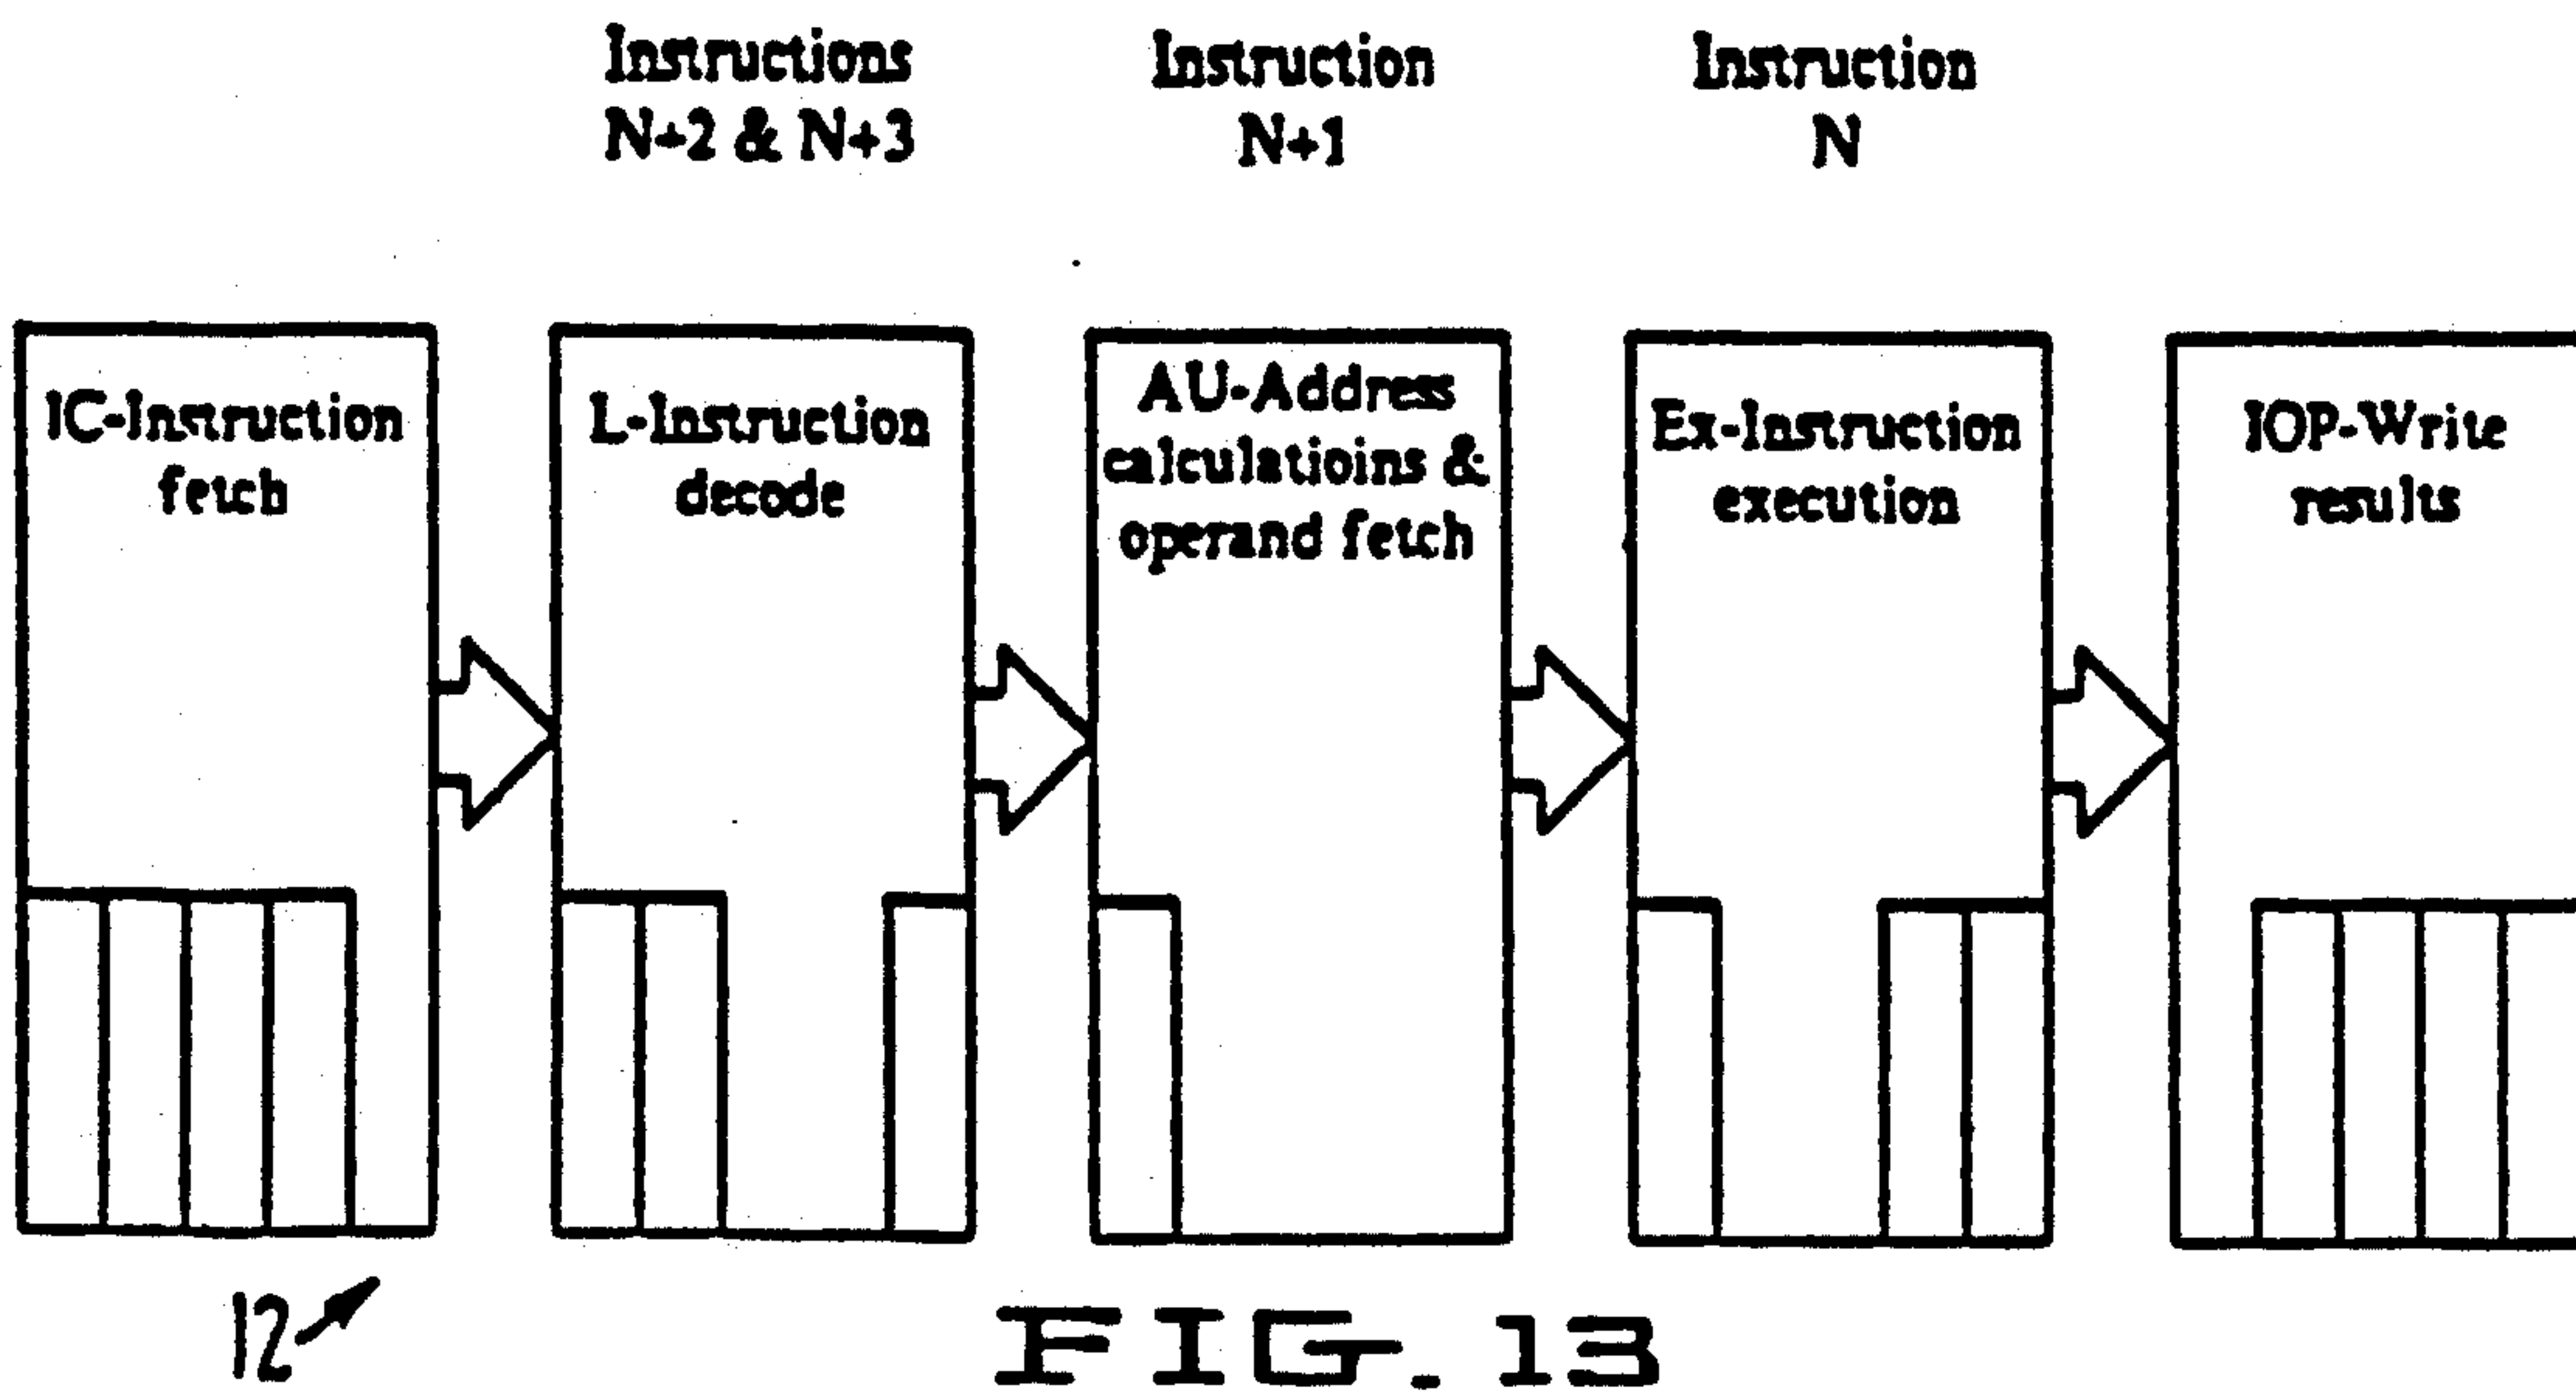 Instructions
N+2 & N+3
Instruction
N+1
Instruction
N
IC-Instruction
fetch
L-Instruction
decode
AU-Address
calculatioins &
operand fetch
Ex-Instruction
execution
IOP-Write
results
12
FIG. 13